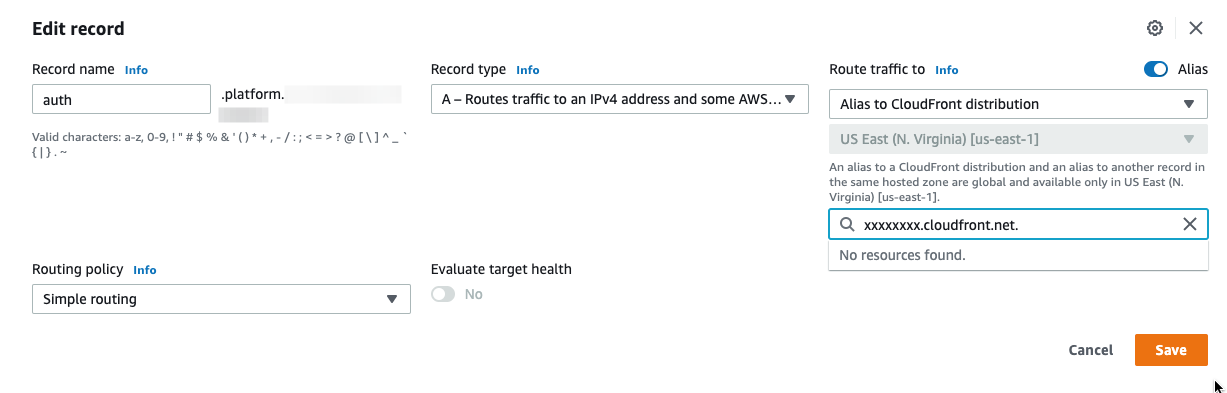 Edit record
Record name Info
auth
.platform.
Valid characters: a-z, 0-9, ! " # $ % & ' ( ) * + , - / : ; < = > ? @ [ \ ] ^ _ `
{ | } . ~
Record type Info
A – Routes traffic to an IPv4 address and some AWS...
Route traffic to Info
Alias
Alias to CloudFront distribution
US East (N. Virginia) [us-east-1]
An alias to a CloudFront distribution and an alias to another record in
the same hosted zone are global and available only in US East (N.
Virginia) [us-east-1].
xxxxxxxx.cloudfront.net.
No resources found.
Routing policy Info
Simple routing
Evaluate target health
No
Cancel
Save